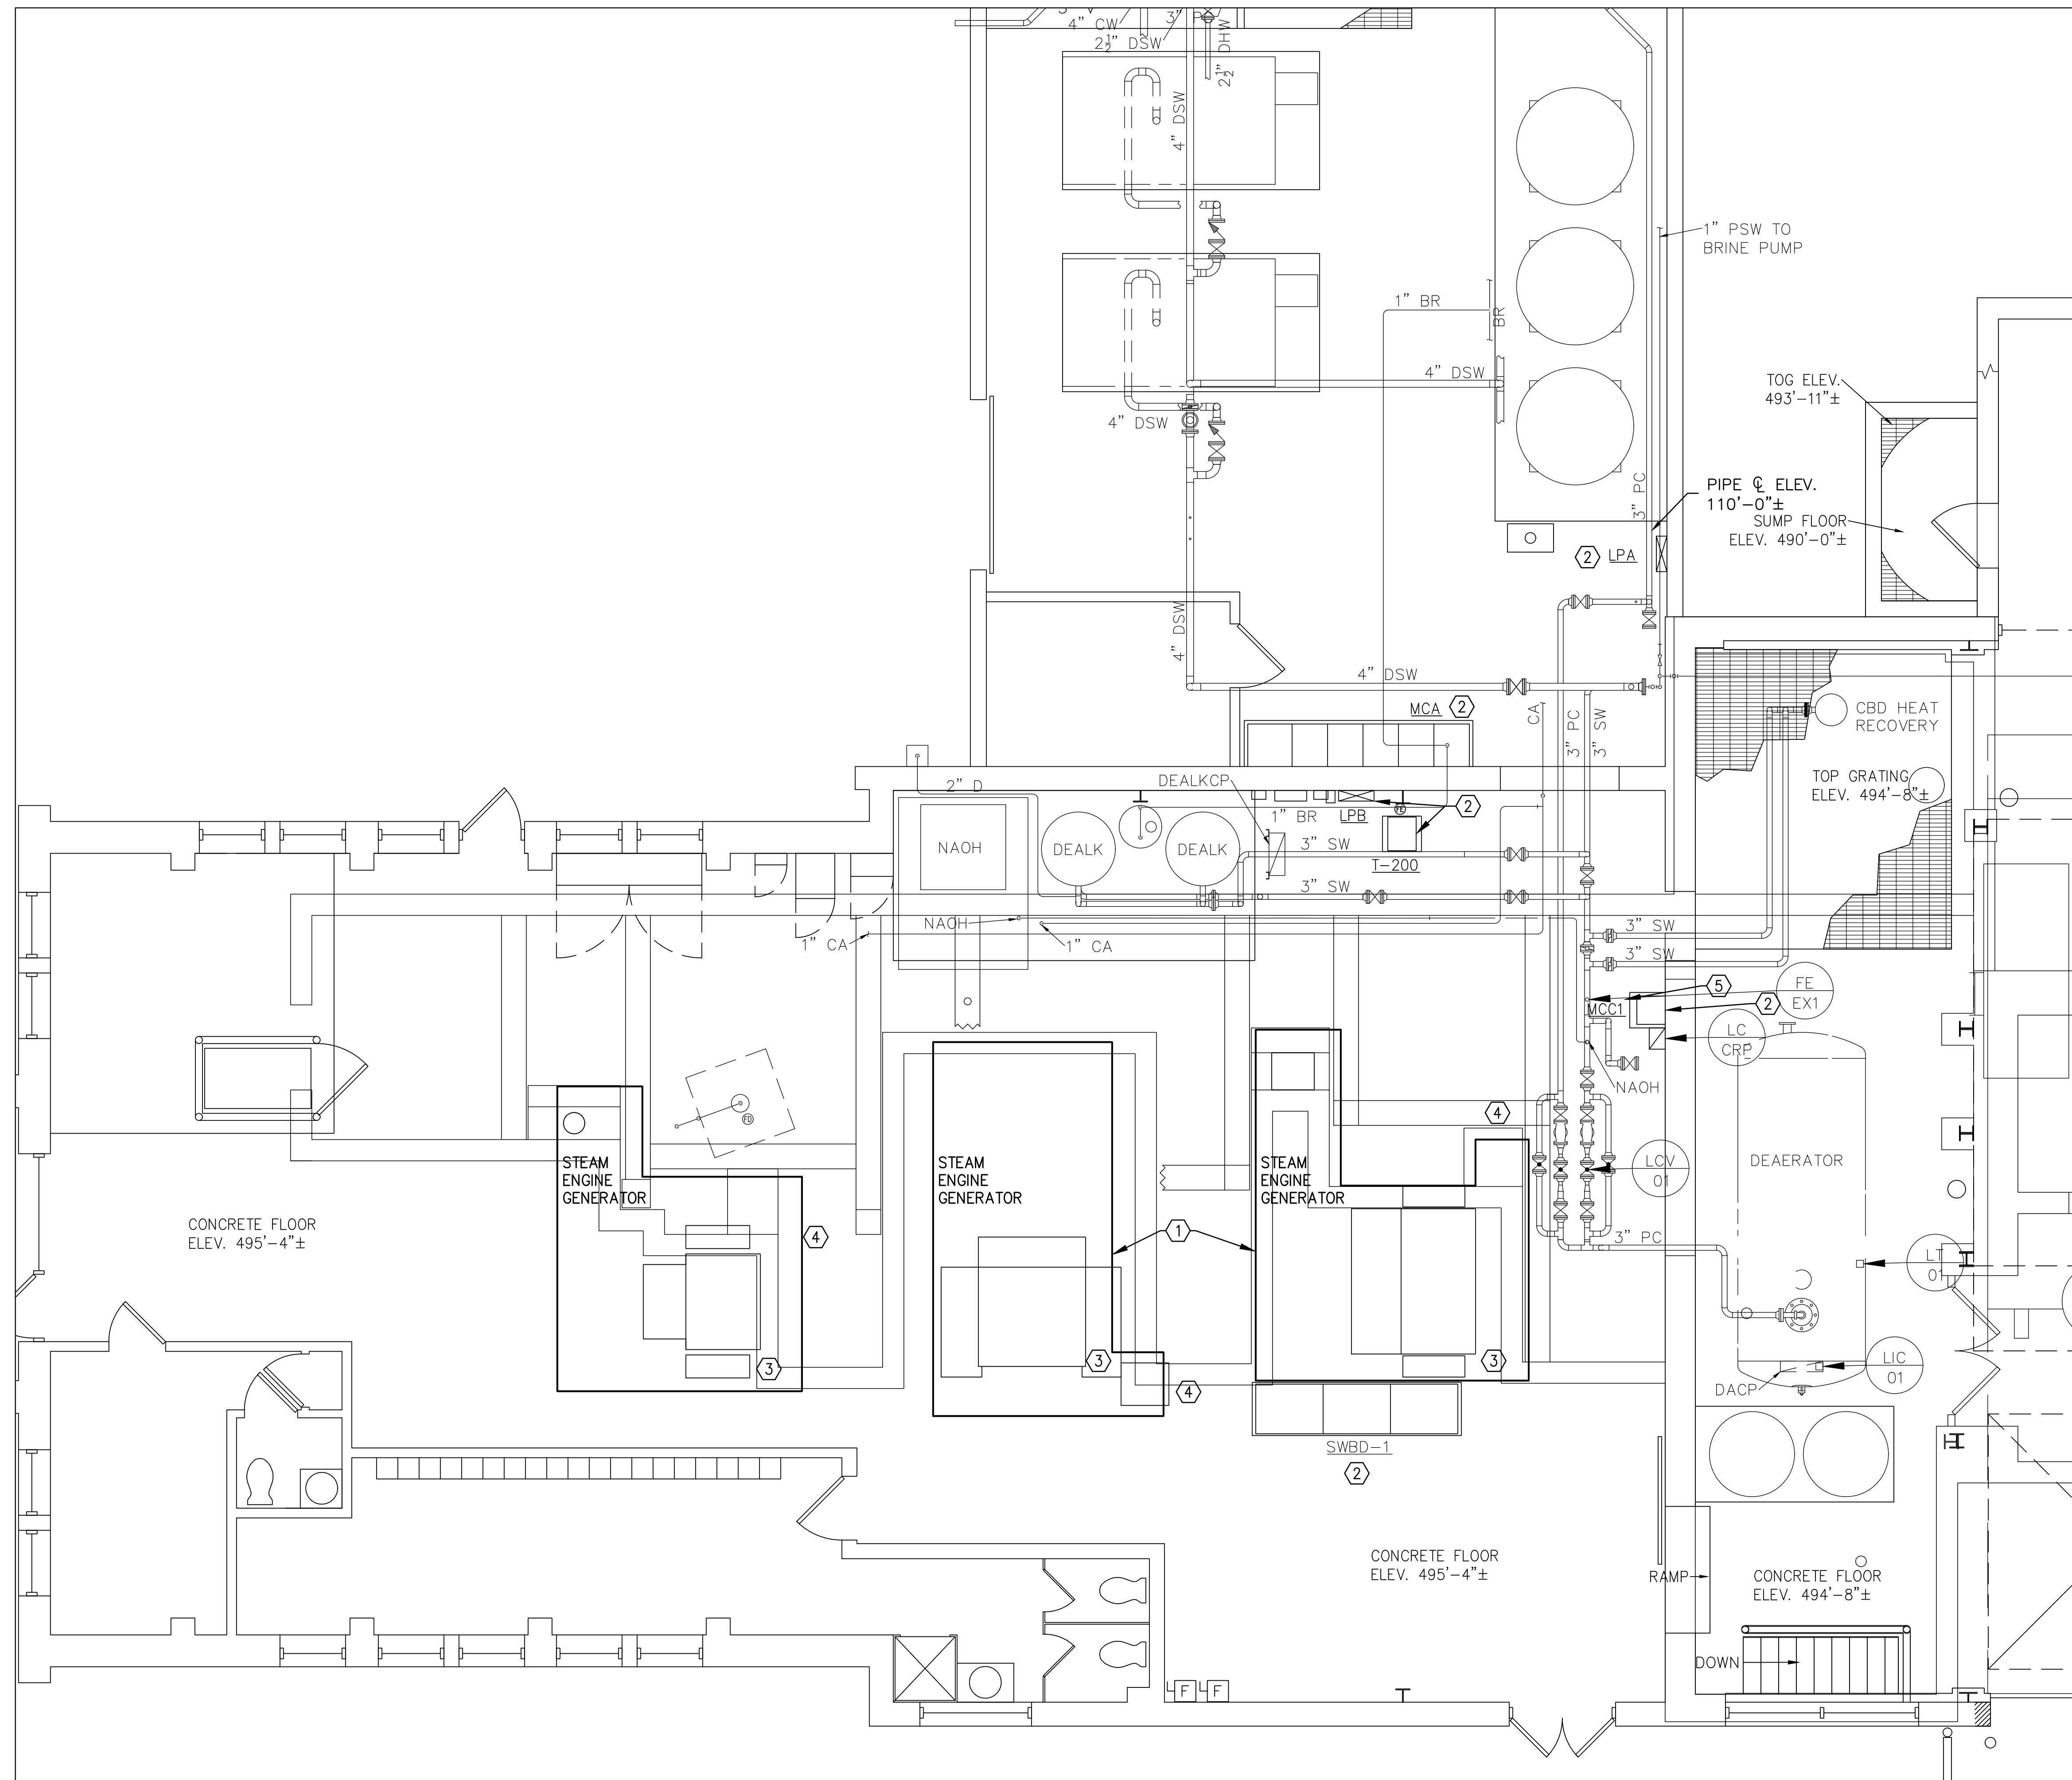 4" CW
3"
2½" DSW
2½" DHW
4" DSW
1" PSW TO
BRINE PUMP
1" BR
BR
4" DSW
4" DSW
TOG ELEV.
493'-11"±
3" PC
PIPE ℄ ELEV.
110'-0"±
SUMP FLOOR
ELEV. 490'-0"±
2 LPA
4" DSW
4" DSW
MCA 2
CA
3" PC
3" SW
CBD HEAT
RECOVERY
TOP GRATING
ELEV. 494'-8"±
2" D
DEALKCP
1" BR
LPB
FE
2
NAOH
DEALK
DEALK
3" SW
T-200
3" SW
NAOH
1" CA
1" CA
3" SW
3" SW
5
FE
EX1
MCC1
2
LC
CRP
NAOH
FD
4
STEAM
ENGINE
GENERATOR
STEAM
ENGINE
GENERATOR
STEAM
ENGINE
GENERATOR
LCV
01
DEAERATOR
CONCRETE FLOOR
ELEV. 495'-4"±
4
1
3" PC
LT
01
3
3
3
4
LIC
01
DACP
SWBD-1
2
CONCRETE FLOOR
ELEV. 495'-4"±
RAMP
CONCRETE FLOOR
ELEV. 494'-8"±
DOWN
F F